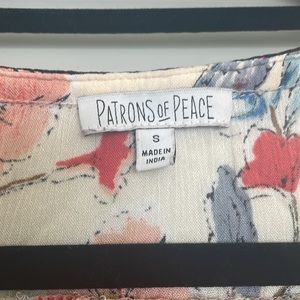 PATRONS OF PEACE
S
MADE IN
INDIA